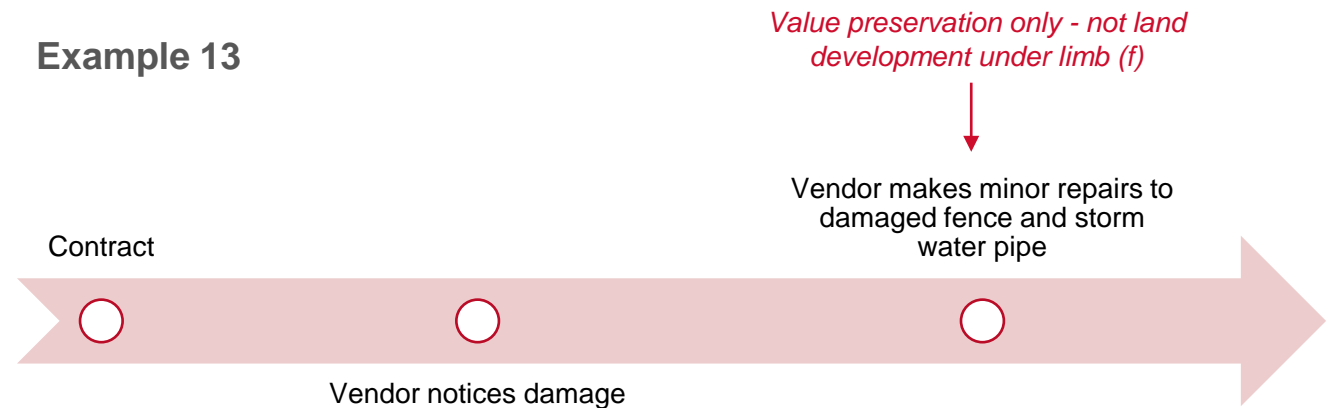 Example 13
Value preservation only - not land
development under limb (f)
Vendor makes minor repairs to
damaged fence and storm
water pipe
Contract
Vendor notices damage